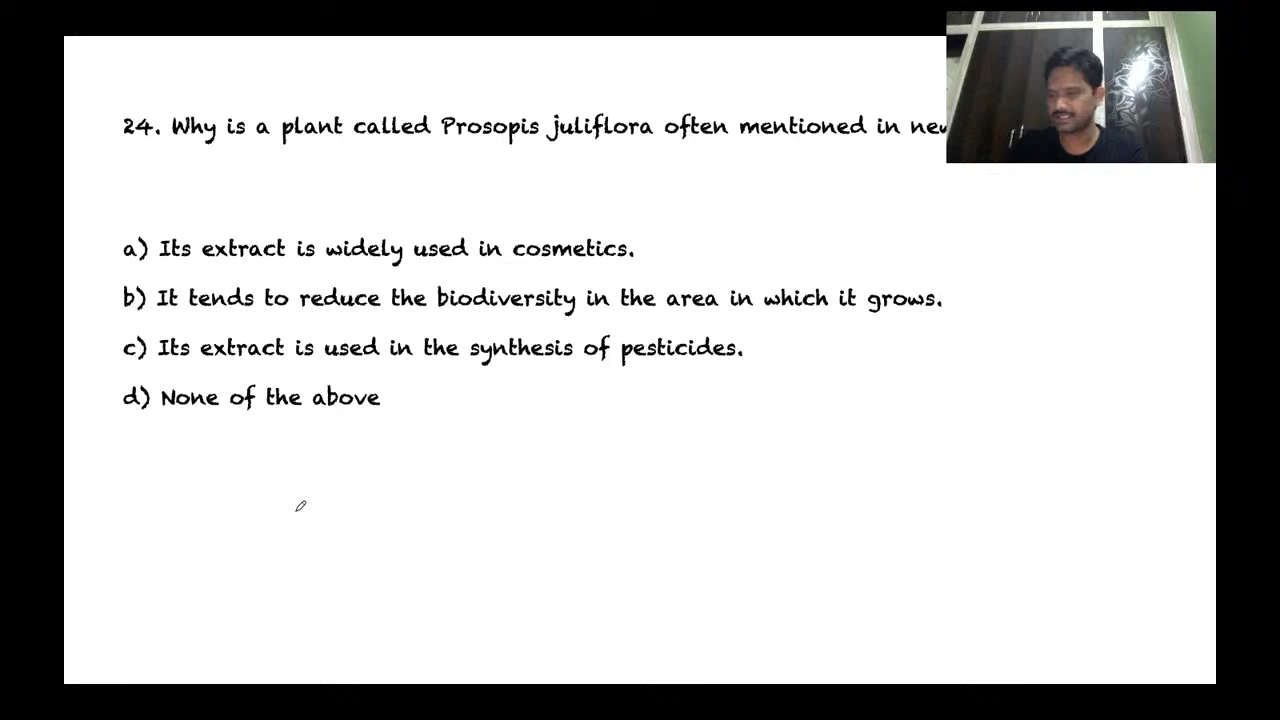 24. Why is a plant called Prosopis juliflora often mentioned in
a) Its extract is widely used in cosmetics.
b) It tends to reduce the biodiversity in the area in which it grows.
c) Its extract is used in the synthesis of pesticides.
d) None of the above